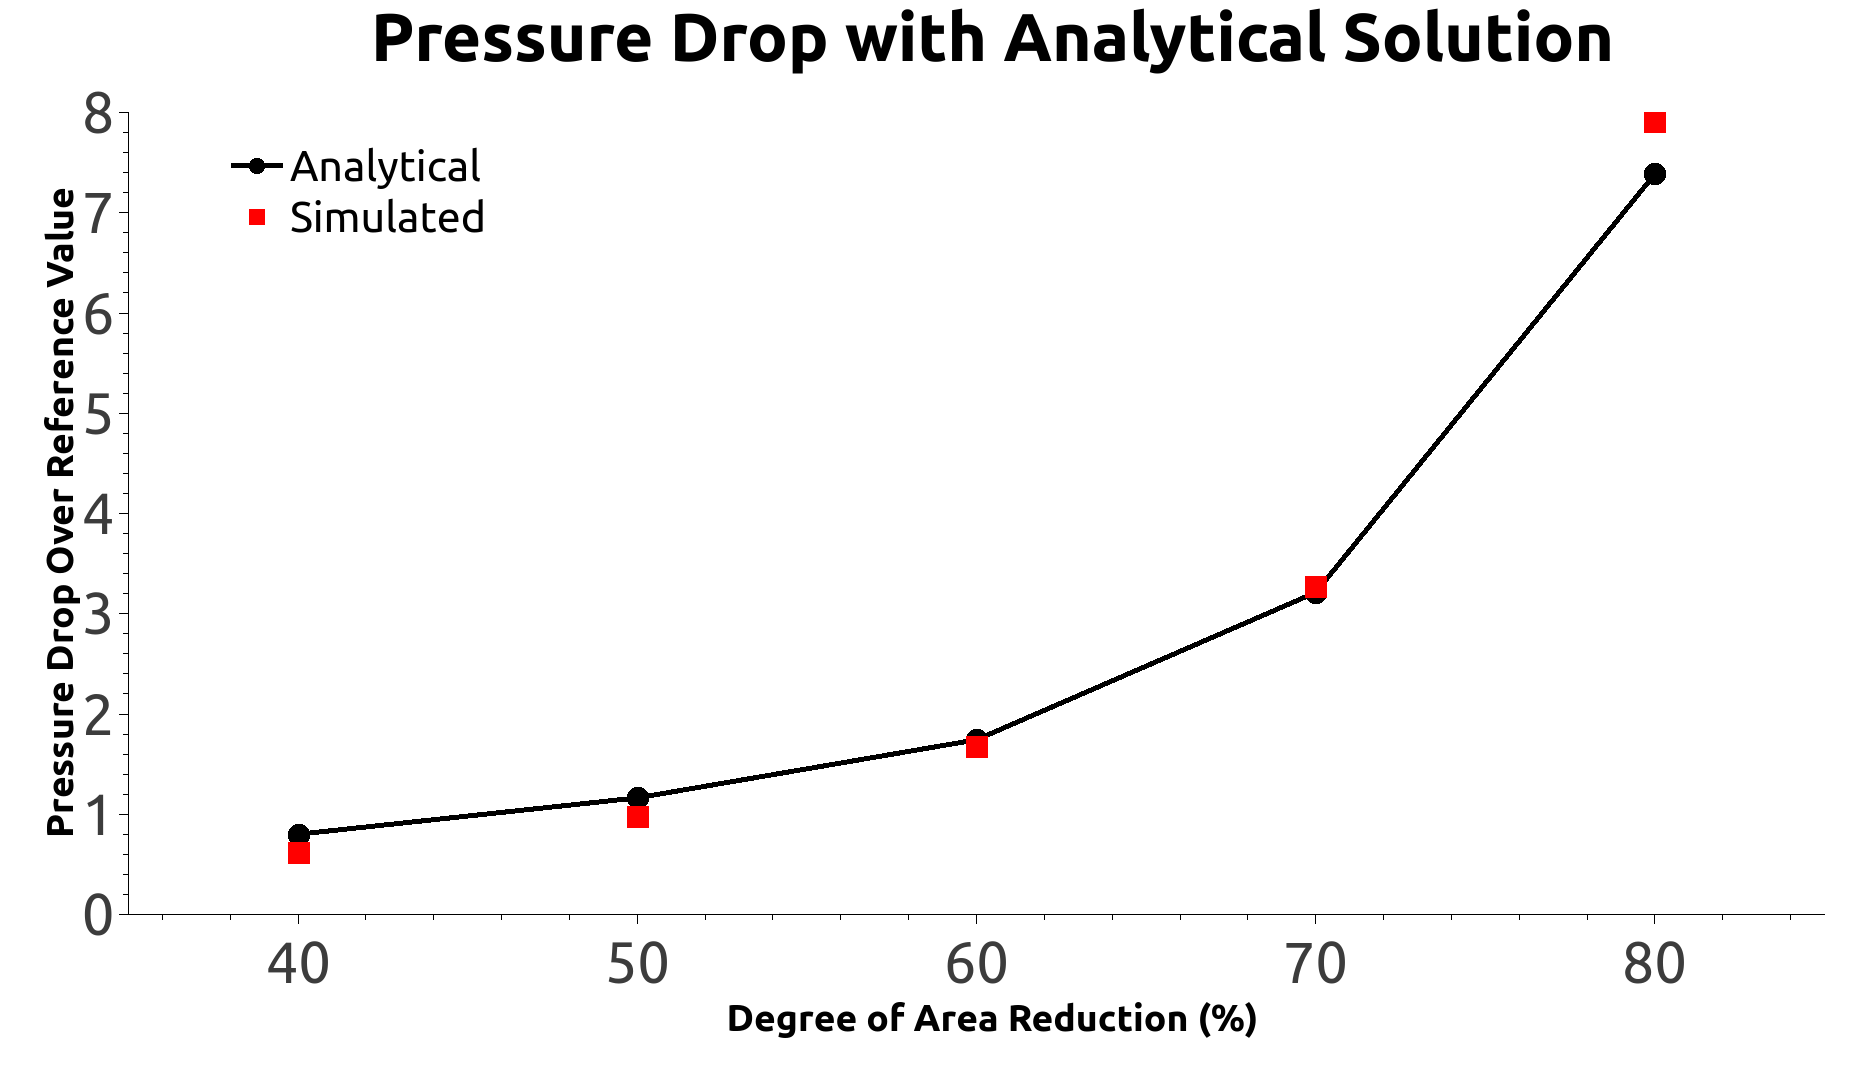 Pressure Drop with Analytical Solution
Analytical
Simulated
Pressure Drop Over Reference Value
8
7
6
5
4
3
2
1
0
40 50 60 70 80
Degree of Area Reduction (%)